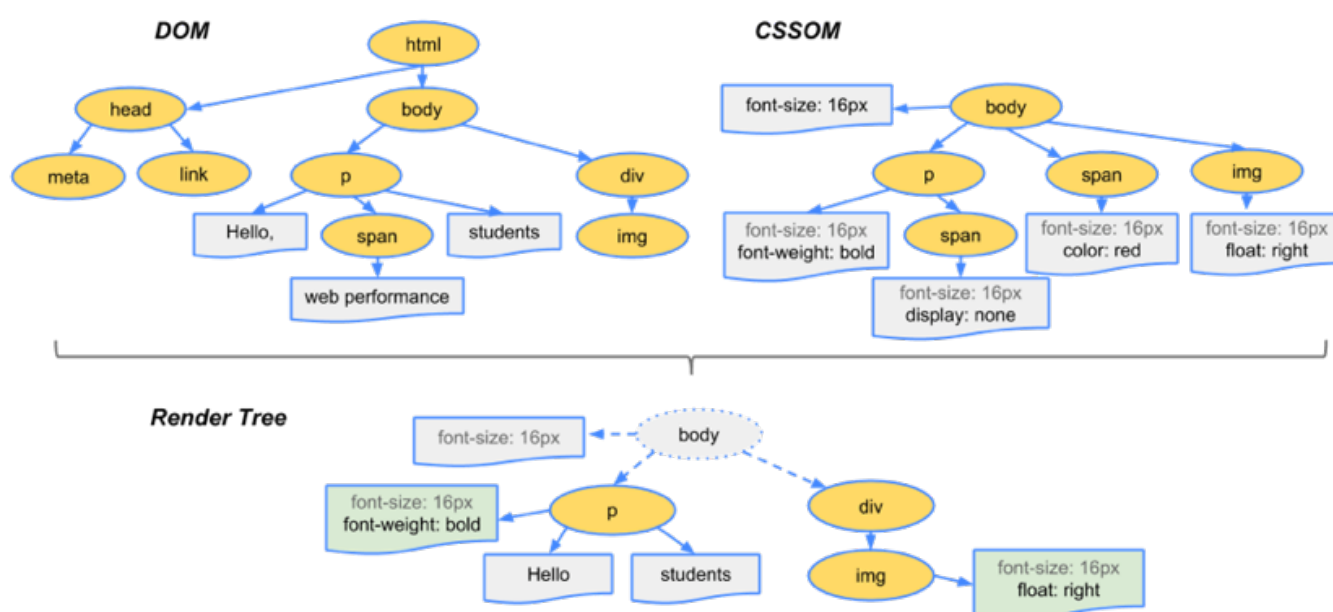 DOM
CSSOM
html
head
body
font-size: 16px
body
meta
link
p
div
p
span
img
Hello,
span
students
img
font-size: 16px
font-weight: bold
span
font-size: 16px
color: red
font-size: 16px
float: right
web performance
font-size: 16px
display: none
Render Tree
font-size: 16px
body
font-size: 16px
font-weight: bold
p
div
Hello
students
img
font-size: 16px
float: right